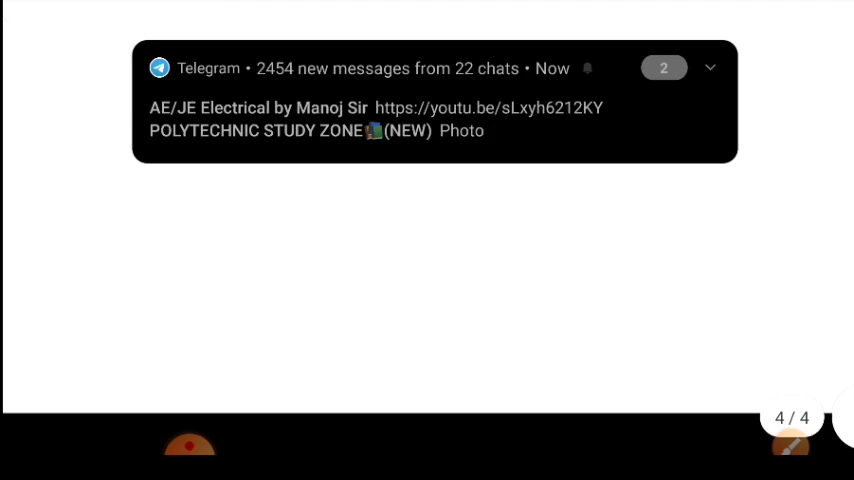 Telegram • 2454 new messages from 22 chats • Now 2
AE/JE Electrical by Manoj Sir https://youtu.be/sLxyh6212KY
POLYTECHNIC STUDY ZONE📚(NEW) Photo
4 / 4